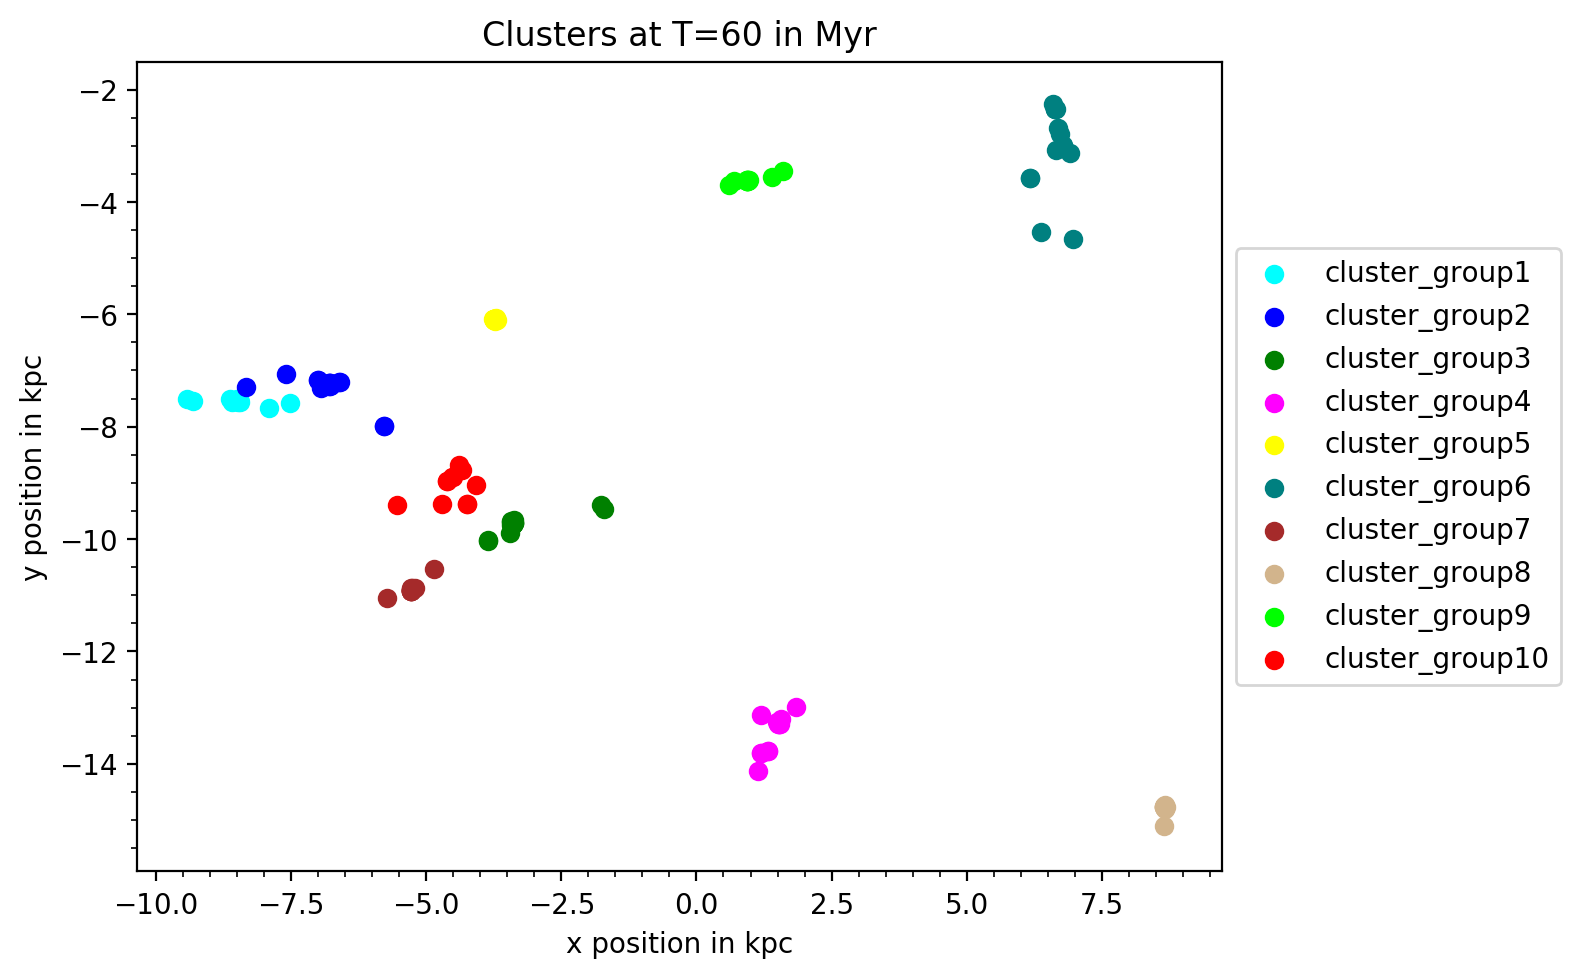 Clusters at T=60 in Myr
−2
−4
−6
−8
−10
−12
−14
y position in kpc
−10.0 −7.5 −5.0 −2.5 0.0 2.5 5.0 7.5
x position in kpc
cluster_group1
cluster_group2
cluster_group3
cluster_group4
cluster_group5
cluster_group6
cluster_group7
cluster_group8
cluster_group9
cluster_group10